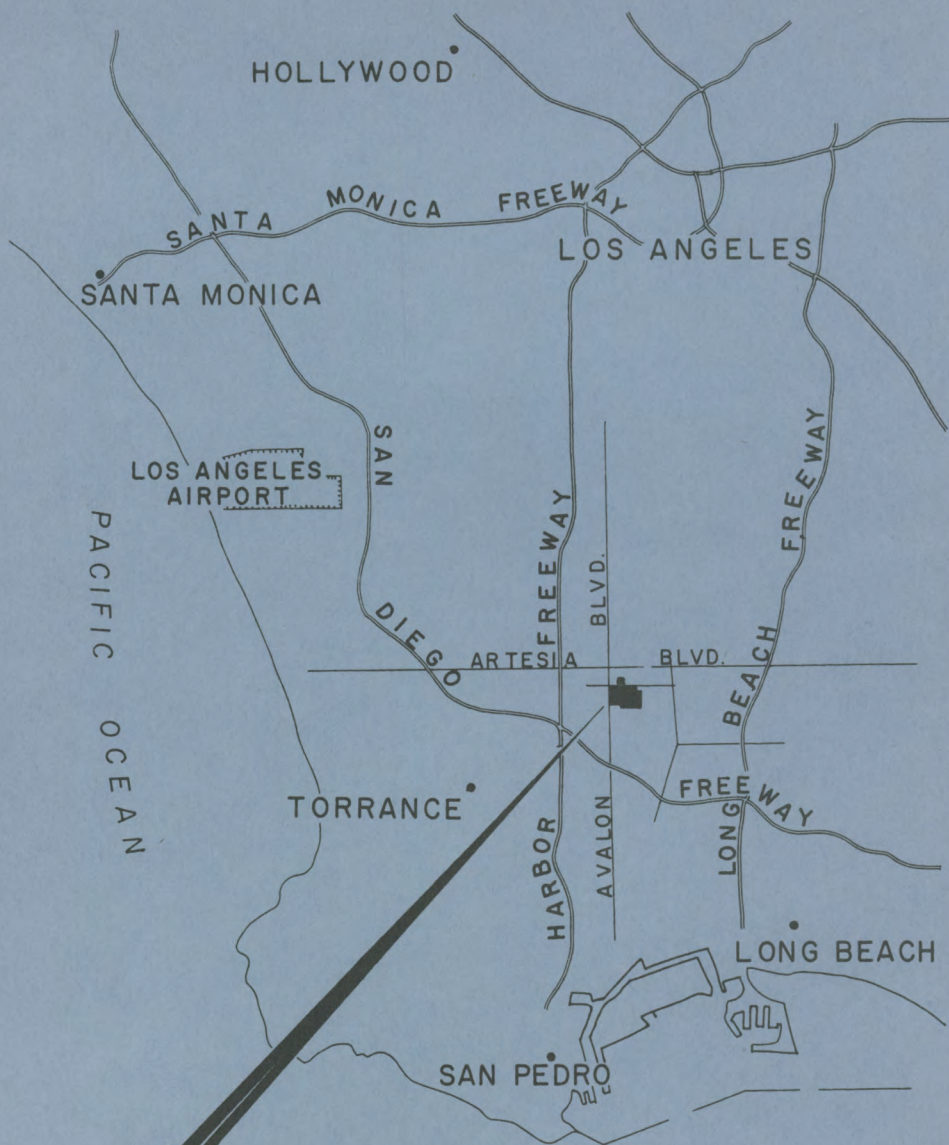 HOLLYWOOD
SANTA MONICA FREEWAY
LOS ANGELES
SANTA MONICA
SAN DIEGO FREEWAY
LOS ANGELES
AIRPORT
PACIFIC OCEAN
HARBOR FREEWAY
AVALON BLVD.
LONG BEACH FREEWAY
ARTESIA BLVD.
TORRANCE
LONG BEACH
SAN PEDRO